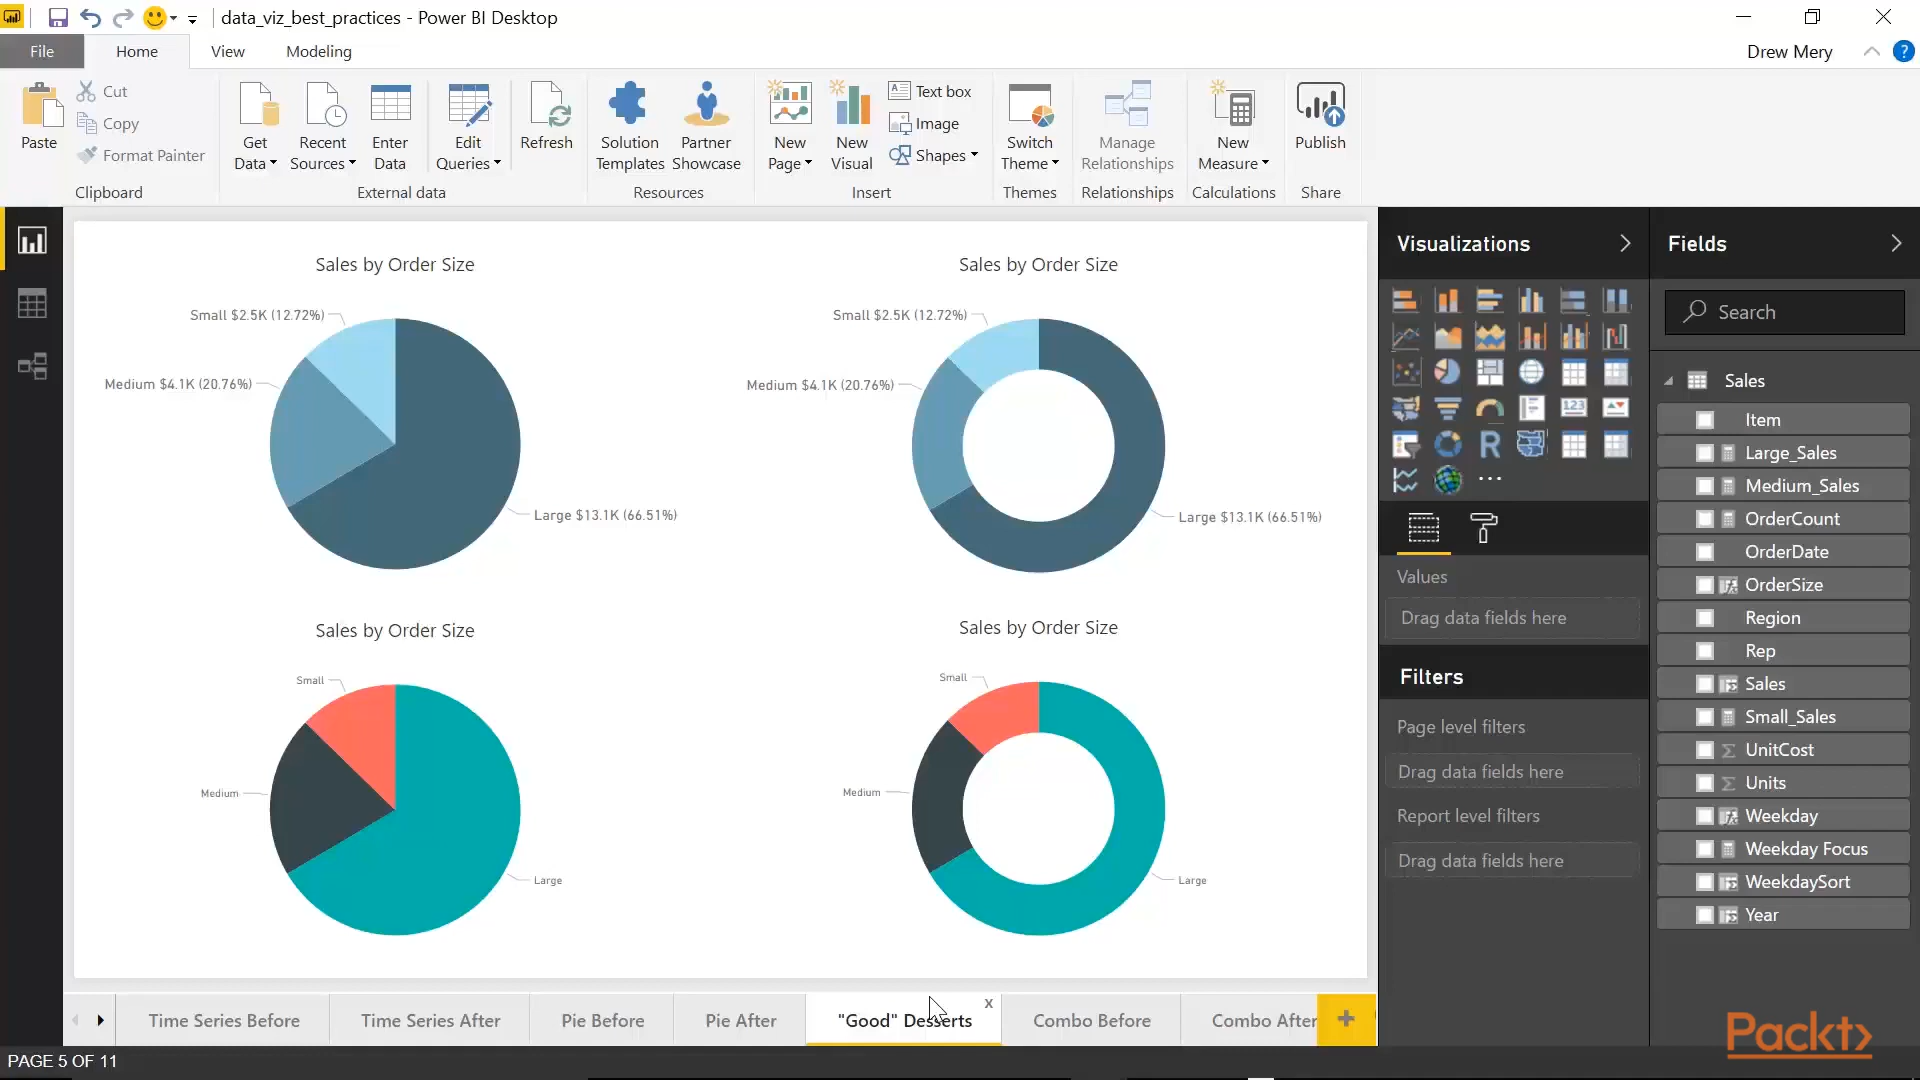 data_viz_best_practices - Power BI Desktop
File Home View Modeling Drew Mery ?
Paste Cut Copy Format Painter
Clipboard
Get Data Recent Sources Enter Data Edit Queries
External data
Refresh
Solution Templates Partner Showcase
Resources
New Page New Visual Text box Image Shapes
Insert
Switch Theme
Themes
Manage Relationships
Relationships
New Measure
Calculations
Publish
Share
Sales by Order Size
Small $2.5K (12.72%)
Medium $4.1K (20.76%)
Large $13.1K (66.51%)
Sales by Order Size
Small $2.5K (12.72%)
Medium $4.1K (20.76%)
Large $13.1K (66.51%)
Sales by Order Size
Small
Medium
Large
Sales by Order Size
Small
Medium
Large
Visualizations
123
R
Values
Drag data fields here
Filters
Page level filters
Drag data fields here
Report level filters
Drag data fields here
Fields
Search
Sales
Item
Large_Sales
Medium_Sales
OrderCount
OrderDate
OrderSize
Region
Rep
Sales
Small_Sales
UnitCost
Units
Weekday
Weekday Focus
WeekdaySort
Year
Time Series Before Time Series After Pie Before Pie After "Good" Desserts x Combo Before Combo After +
PAGE 5 OF 11
Packt>